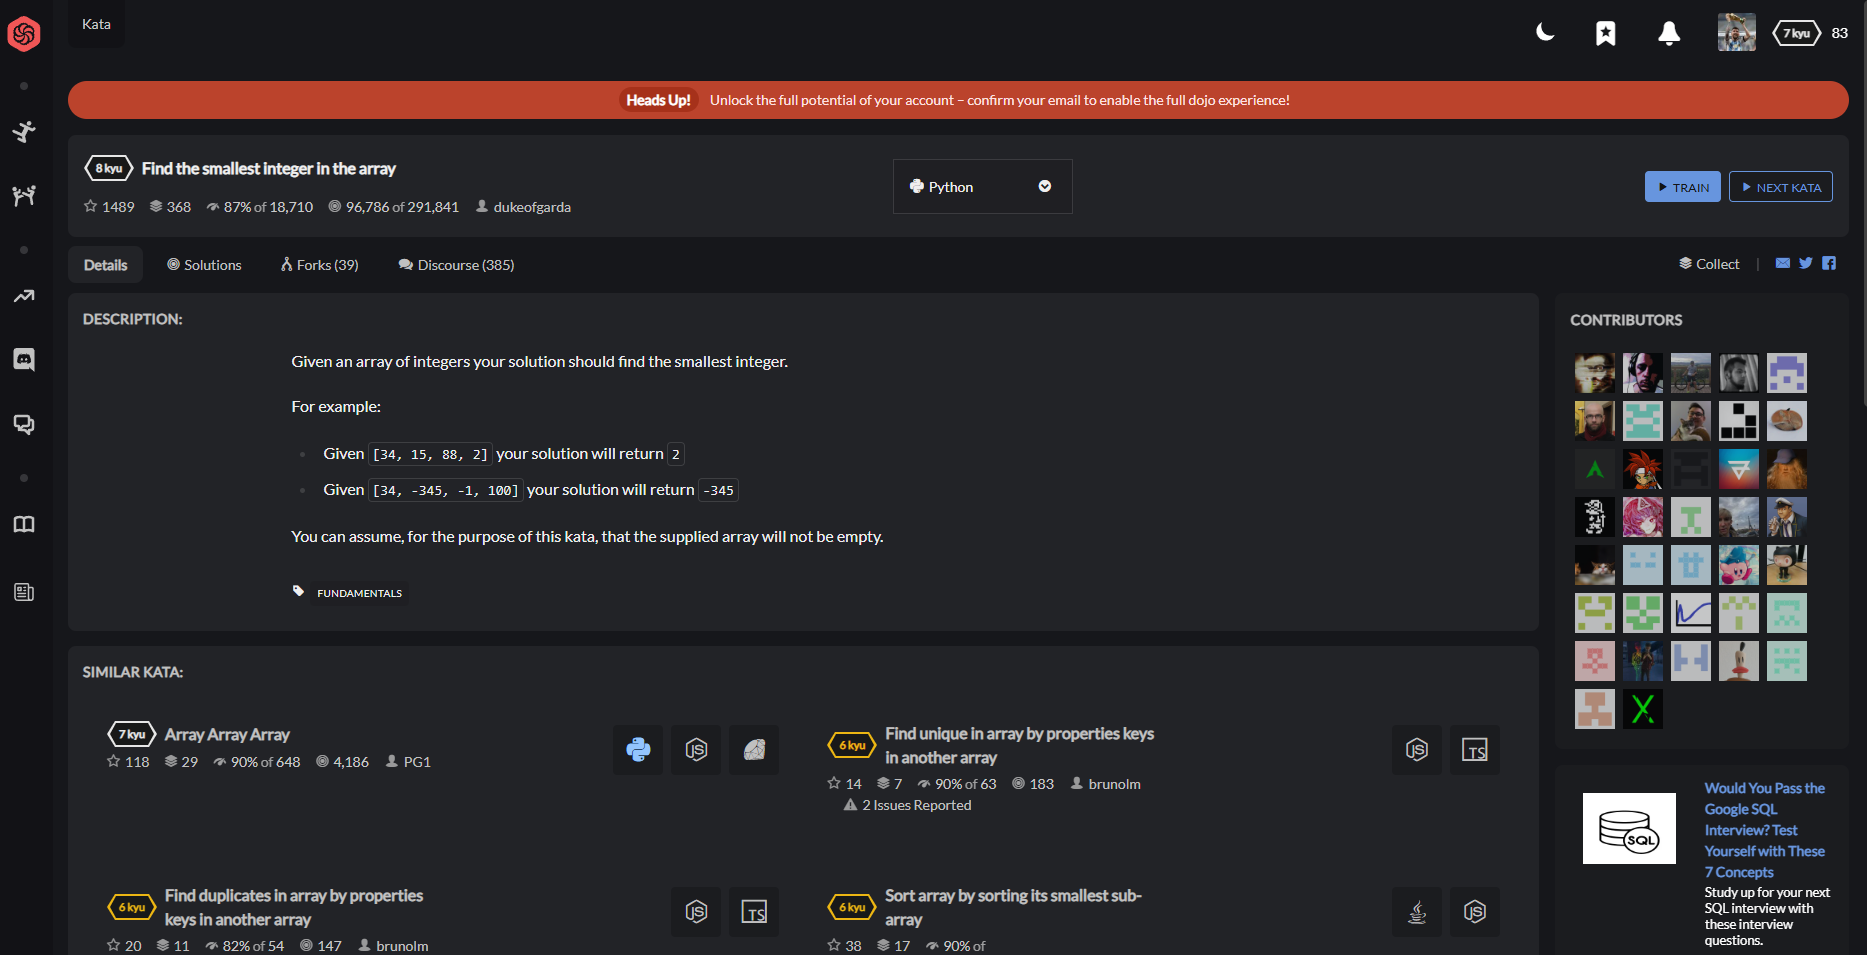 Kata
7 kyu 83
Heads Up! Unlock the full potential of your account – confirm your email to enable the full dojo experience!
8 kyu Find the smallest integer in the array
1489 368 87% of 18,710 96,786 of 291,841 dukeofgarda
Python
TRAIN NEXT KATA
Details Solutions Forks (39) Discourse (385)
Collect |
DESCRIPTION:
Given an array of integers your solution should find the smallest integer.
For example:
Given [34, 15, 88, 2] your solution will return 2
Given [34, -345, -1, 100] your solution will return -345
You can assume, for the purpose of this kata, that the supplied array will not be empty.
FUNDAMENTALS
SIMILAR KATA:
7 kyu Array Array Array
118 29 90% of 648 4,186 PG1
JS
6 kyu Find unique in array by properties keys
in another array
14 7 90% of 63 183 brunolm
2 Issues Reported
JS TS
6 kyu Find duplicates in array by properties
keys in another array
20 11 82% of 54 147 brunolm
JS TS
6 kyu Sort array by sorting its smallest sub-
array
38 17 90% of
JS
CONTRIBUTORS
SQL
Would You Pass the
Google SQL
Interview? Test
Yourself with These
7 Concepts
Study up for your next
SQL interview with
these interview
questions.